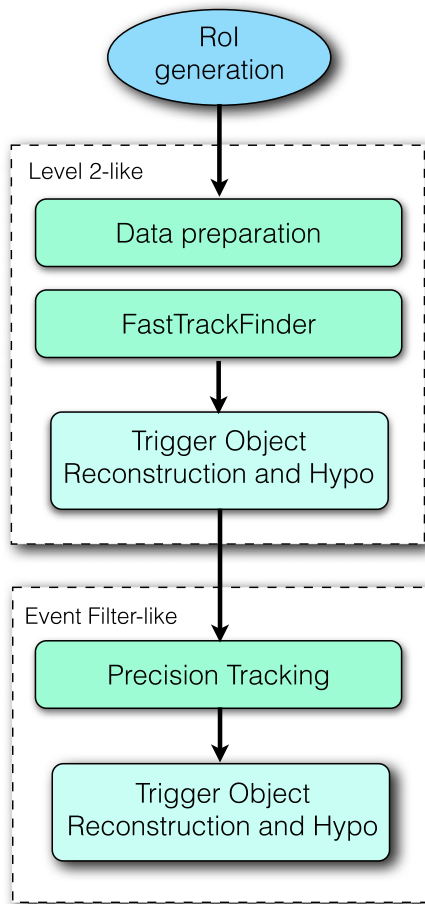 RoI
generation
Level 2-like
Data preparation
FastTrackFinder
Trigger Object
Reconstruction and Hypo
Event Filter-like
Precision Tracking
Trigger Object
Reconstruction and Hypo